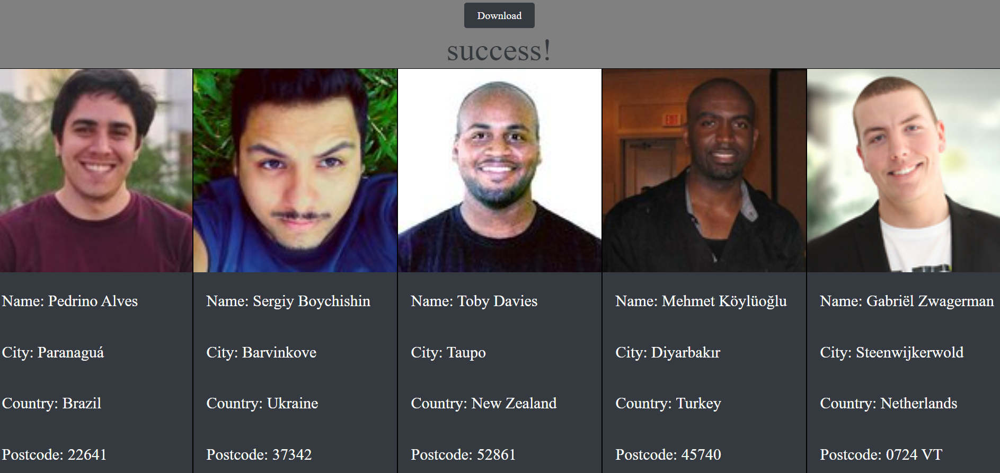 Download
success!
Name: Pedrino Alves
City: Paranaguá
Country: Brazil
Postcode: 22641
Name: Sergiy Boychishin
City: Barvinkove
Country: Ukraine
Postcode: 37342
Name: Toby Davies
City: Taupo
Country: New Zealand
Postcode: 52861
EXIT
Name: Mehmet Köylüoğlu
City: Diyarbakır
Country: Turkey
Postcode: 45740
Name: Gabriël Zwagerman
City: Steenwijkerwold
Country: Netherlands
Postcode: 0724 VT